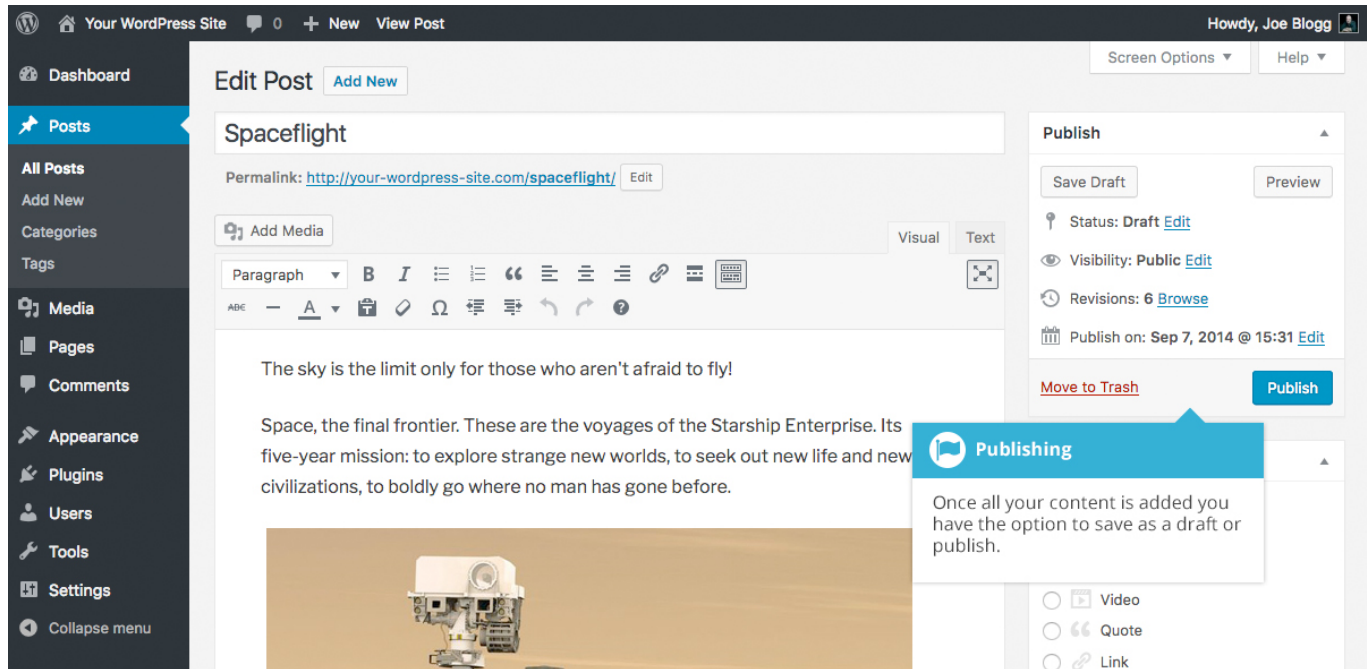 Your WordPress Site 0 New View Post Howdy, Joe Blogg
Screen Options Help
Dashboard
Posts
All Posts
Add New
Categories
Tags
Media
Pages
Comments
Appearance
Plugins
Users
Tools
Settings
Collapse menu
Edit Post Add New
Spaceflight
Permalink: http://your-wordpress-site.com/spaceflight/ Edit
Add Media
Visual Text
Paragraph B I
ABC A T Ω
The sky is the limit only for those who aren't afraid to fly!
Space, the final frontier. These are the voyages of the Starship Enterprise. Its
five-year mission: to explore strange new worlds, to seek out new life and new
civilizations, to boldly go where no man has gone before.
Publish
Save Draft Preview
Status: Draft Edit
Visibility: Public Edit
Revisions: 6 Browse
Publish on: Sep 7, 2014 @ 15:31 Edit
Move to Trash Publish
Publishing
Once all your content is added you
have the option to save as a draft or
publish.
Video
Quote
Link